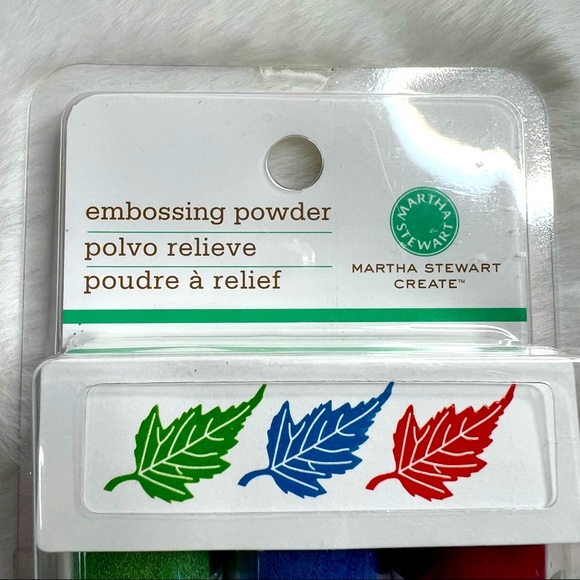 embossing powder
polvo relieve
poudre à relief
MARTHA
STEWART
MARTHA STEWART
CREATE™